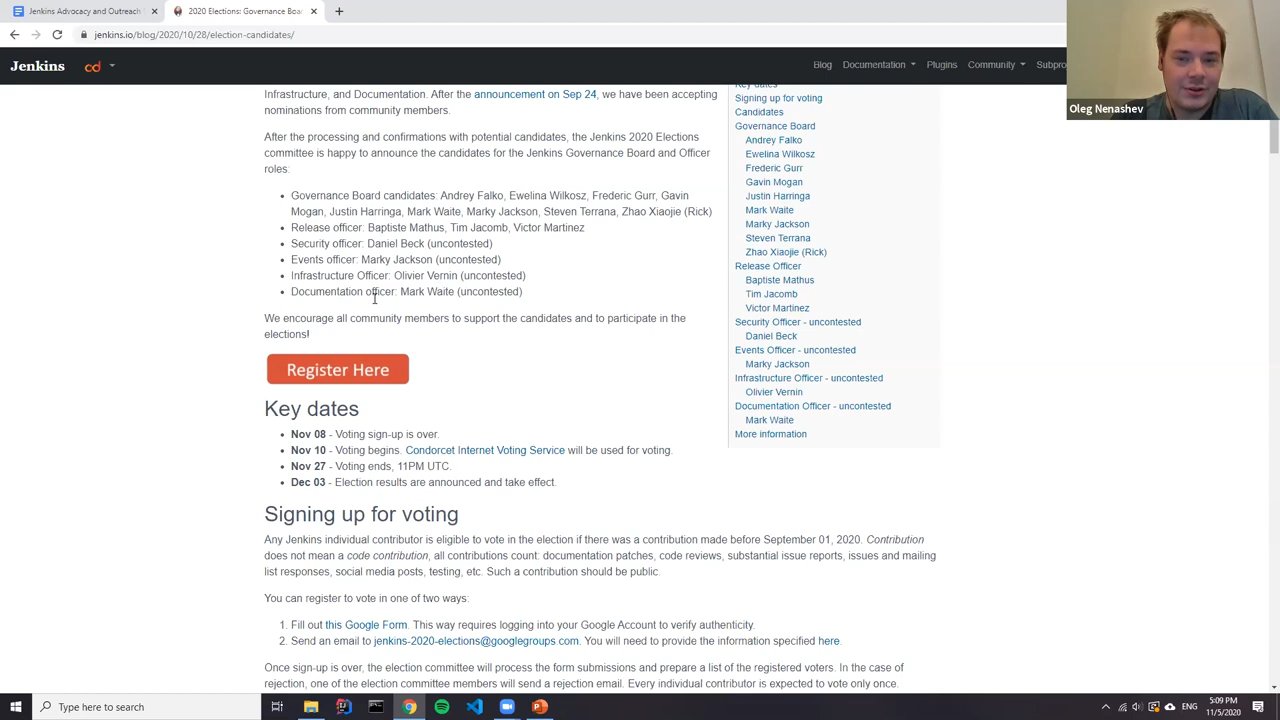 Jenkins Advocacy and Outreach
2020 Elections: Governance Boar
jenkins.io/blog/2020/10/28/election-candidates/
Jenkins
cd
Blog
Documentation
Plugins
Community
Subpro
Oleg Nenashev
Infrastructure, and Documentation. After the announcement on Sep 24, we have been accepting
nominations from community members.
After the processing and confirmations with potential candidates, the Jenkins 2020 Elections
committee is happy to announce the candidates for the Jenkins Governance Board and Officer
roles:
• Governance Board candidates: Andrey Falko, Ewelina Wilkosz, Frederic Gurr, Gavin
Mogan, Justin Harringa, Mark Waite, Marky Jackson, Steven Terrana, Zhao Xiaojie (Rick)
• Release officer: Baptiste Mathus, Tim Jacomb, Victor Martinez
• Security officer: Daniel Beck (uncontested)
• Events officer: Marky Jackson (uncontested)
• Infrastructure Officer: Olivier Vernin (uncontested)
• Documentation officer: Mark Waite (uncontested)
We encourage all community members to support the candidates and to participate in the
elections!
Register Here
Key dates
• Nov 08 - Voting sign-up is over.
• Nov 10 - Voting begins. Condorcet Internet Voting Service will be used for voting.
• Nov 27 - Voting ends, 11PM UTC.
• Dec 03 - Election results are announced and take effect.
Signing up for voting
Any Jenkins individual contributor is eligible to vote in the election if there was a contribution made before September 01, 2020. Contribution
does not mean a code contribution, all contributions count: documentation patches, code reviews, substantial issue reports, issues and mailing
list responses, social media posts, testing, etc. Such a contribution should be public.
You can register to vote in one of two ways:
1. Fill out this Google Form. This way requires logging into your Google Account to verify authenticity.
2. Send an email to jenkins-2020-elections@googlegroups.com. You will need to provide the information specified here.
Once sign-up is over, the election committee will process the form submissions and prepare a list of the registered voters. In the case of
rejection, one of the election committee members will send a rejection email. Every individual contributor is expected to vote only once.
Key dates
Signing up for voting
Candidates
Governance Board
Andrey Falko
Ewelina Wilkosz
Frederic Gurr
Gavin Mogan
Justin Harringa
Mark Waite
Marky Jackson
Steven Terrana
Zhao Xiaojie (Rick)
Release Officer
Baptiste Mathus
Tim Jacomb
Victor Martinez
Security Officer - uncontested
Daniel Beck
Events Officer - uncontested
Marky Jackson
Infrastructure Officer - uncontested
Olivier Vernin
Documentation Officer - uncontested
Mark Waite
More information
Type here to search
ENG
5:09 PM
11/5/2020